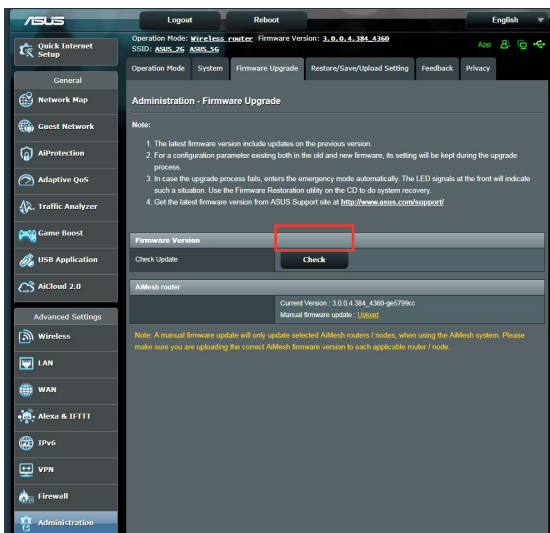 ASUS
Logout
Reboot
English
Quick Internet
Setup
Operation Mode: Wireless router Firmware Version: 3.0.0.4.384_4360
SSID: ASUS_2G ASUS_5G
App
Operation Mode
System
Firmware Upgrade
Restore/Save/Upload Setting
Feedback
Privacy
General
Network Map
Guest Network
AiProtection
Adaptive QoS
Traffic Analyzer
Game Boost
USB Application
AiCloud 2.0
Advanced Settings
Wireless
LAN
WAN
Alexa & IFTTT
IPv6
VPN
Firewall
Administration
Administration - Firmware Upgrade
Note:
1. The latest firmware version include updates on the previous version.
2. For a configuration parameter existing both in the old and new firmware, its setting will be kept during the upgrade
process.
3. In case the upgrade process fails, enters the emergency mode automatically. The LED signals at the front will indicate
such a situation. Use the Firmware Restoration utility on the CD to do system recovery.
4. Get the latest firmware version from ASUS Support site at http://www.asus.com/support/
Firmware Version
Check Update
Check
AiMesh router
Current Version : 3.0.0.4.384_4360-ge5799cc
Manual firmware update : Upload
Note: A manual firmware update will only update selected AiMesh routers / nodes, when using the AiMesh system. Please
make sure you are uploading the correct AiMesh firmware version to each applicable router / node.